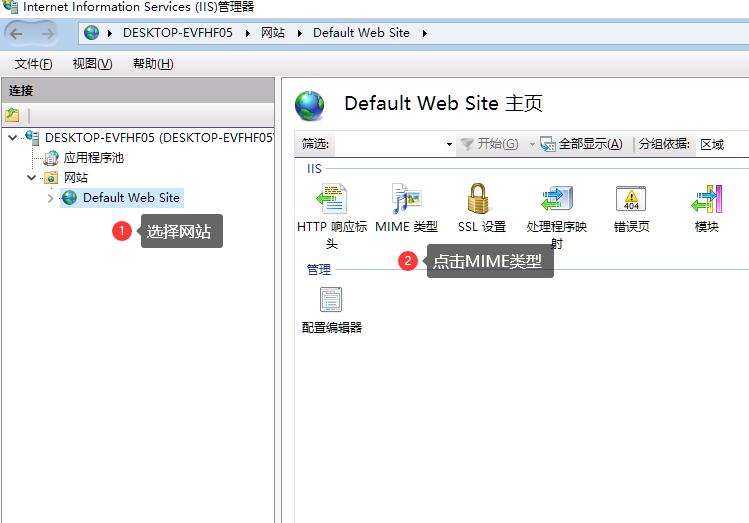 Internet Information Services (IIS)管理器
DESKTOP-EVFHF05 网站 Default Web Site
文件(F) 视图(V) 帮助(H)
连接
DESKTOP-EVFHF05 (DESKTOP-EVFHF05
应用程序池
网站
Default Web Site
1 选择网站
Default Web Site 主页
筛选: 开始(G) 全部显示(A) 分组依据: 区域
IIS
HTTP 响应标头
MIME 类型
SSL 设置
处理程序映射
404
错误页
模块
2 点击MIME类型
管理
配置编辑器